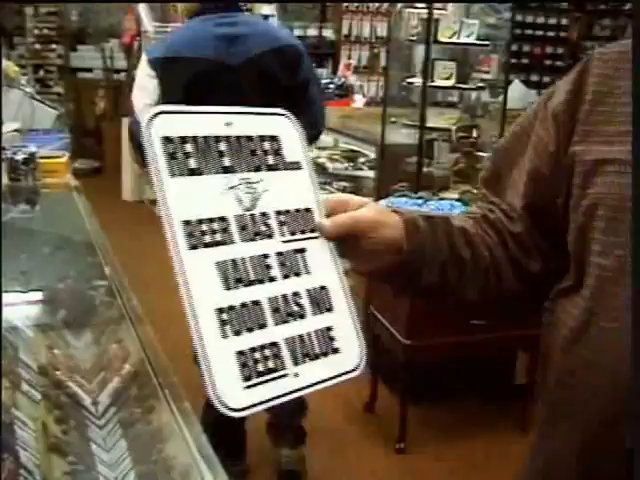 REMEMBER...
BEER HAS FOOD
VALUE BUT
FOOD HAS NO
BEER VALUE